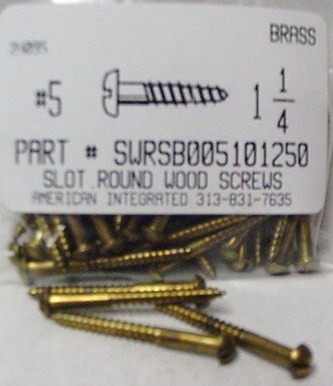 BRASS
#5 1 1/4
PART # SWRSB005101250
SLOT ROUND WOOD SCREWS
AMERICAN INTEGRATED 313-831-7635